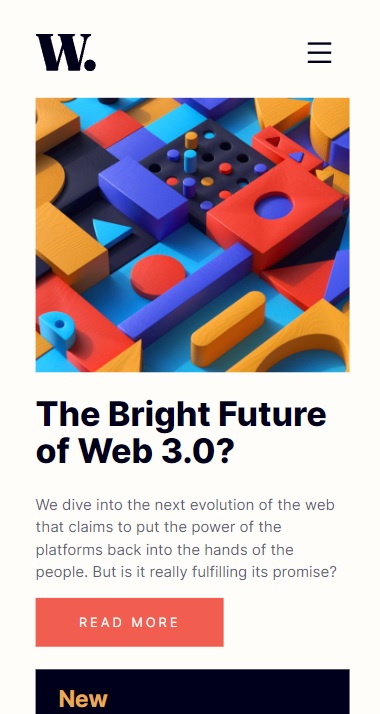 W.
The Bright Future
of Web 3.0?
We dive into the next evolution of the web
that claims to put the power of the
platforms back into the hands of the
people. But is it really fulfilling its promise?
READ MORE
New